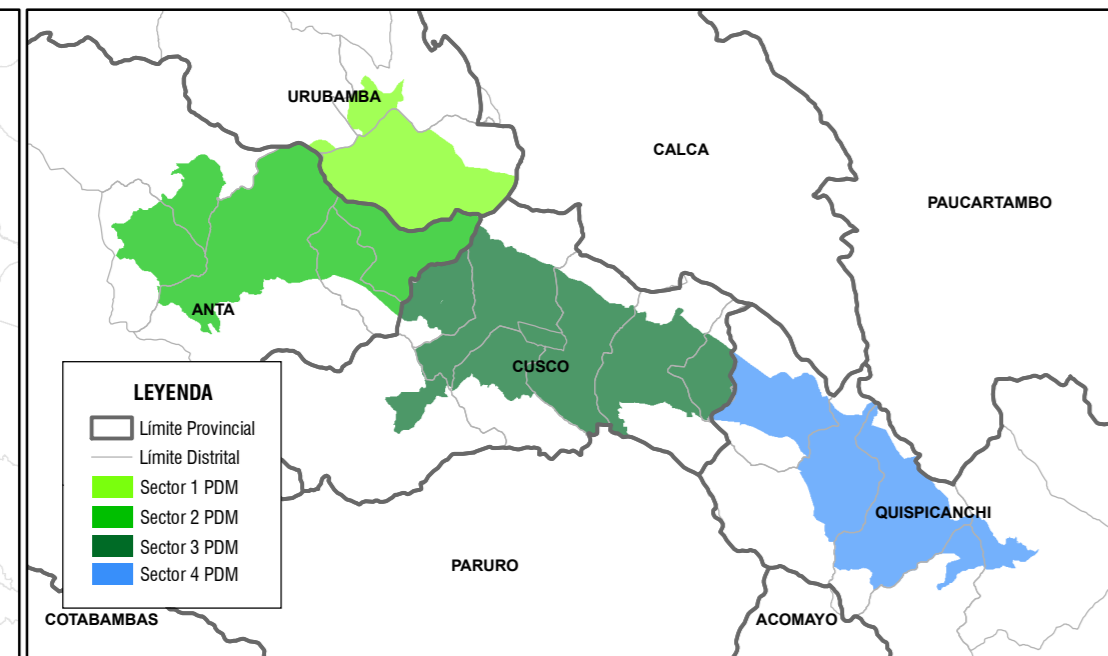 URUBAMBA
CALCA
PAUCARTAMBO
ANTA
CUSCO
LEYENDA
Límite Provincial
Límite Distrital
Sector 1 PDM
Sector 2 PDM
Sector 3 PDM
Sector 4 PDM
QUISPICANCHI
PARURO
COTABAMBAS
ACOMAYO